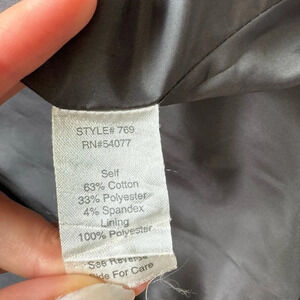 STYLE# 769
RN#54077
Self
63% Cotton
33% Polyester
4% Spandex
Lining
100% Polyester
See Reverse
Side For Care